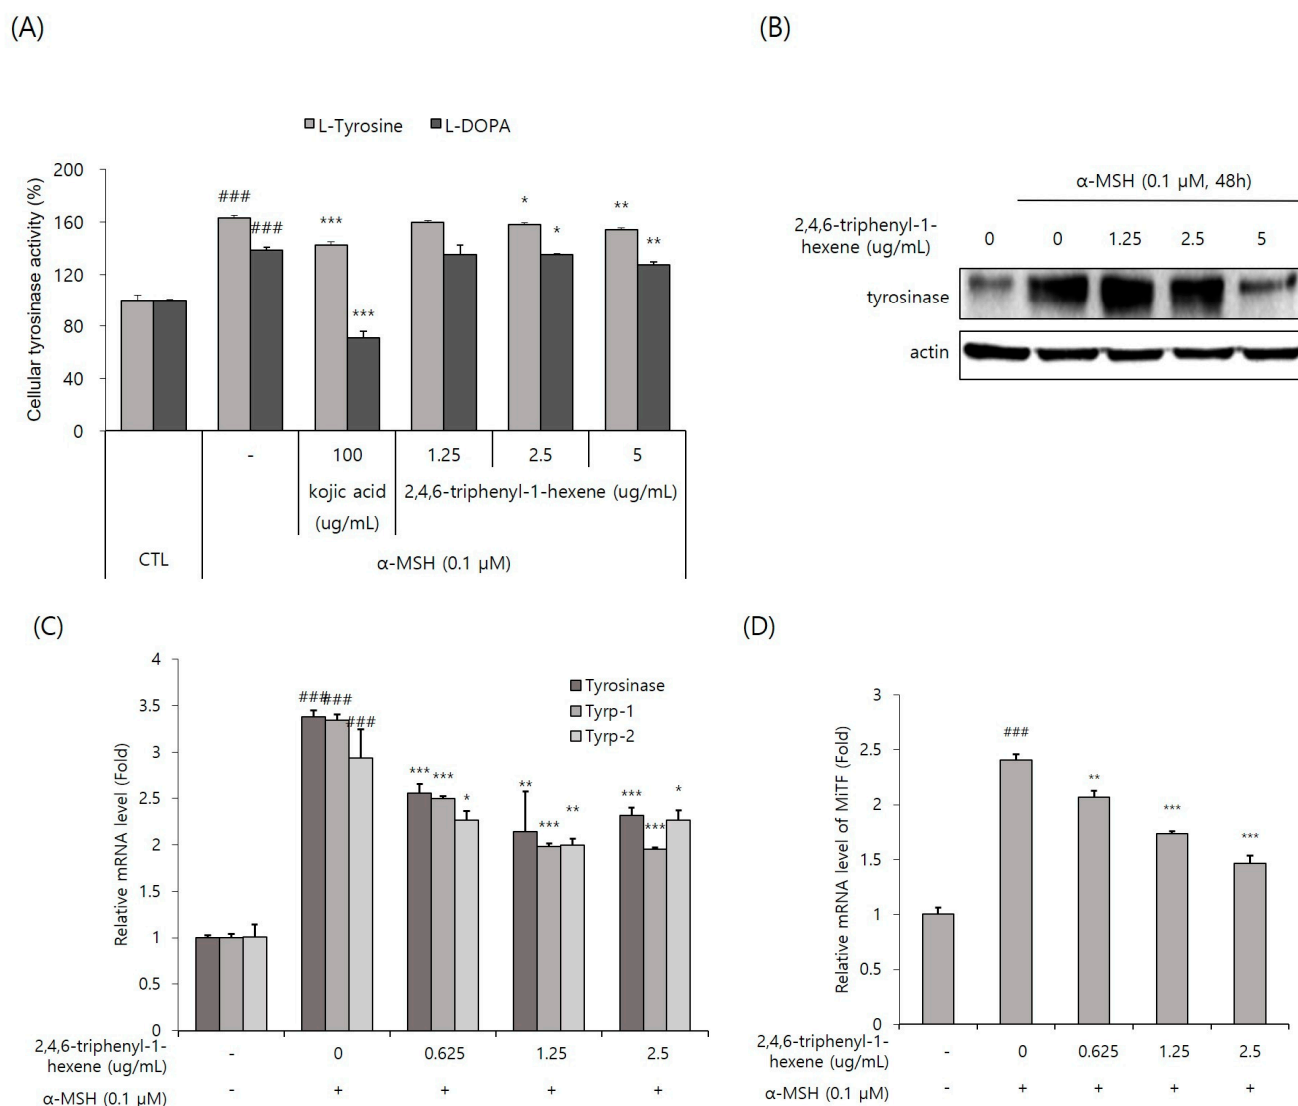 (A)
L-Tyrosine L-DOPA
Cellular tyrosinase activity (%)
200
160
120
80
40
0
### ### *** *** * * ** **
- 100 1.25 2.5 5
kojic acid 2,4,6-triphenyl-1-hexene (ug/mL)
(ug/mL)
CTL α-MSH (0.1 μM)
(B)
α-MSH (0.1 μM, 48h)
2,4,6-triphenyl-1-
hexene (ug/mL) 0 0 1.25 2.5 5
tyrosinase
actin
(C)
Tyrosinase
Tyrp-1
Tyrp-2
Relative mRNA level (Fold)
4
3.5
3
2.5
2
1.5
1
0.5
0
### ### ### *** *** * ** *** ** *** *** *
2,4,6-triphenyl-1-
hexene (ug/mL) - 0 0.625 1.25 2.5
α-MSH (0.1 μM) - + + + +
(D)
Relative mRNA level of MiTF (Fold)
3
2.5
2
1.5
1
0.5
0
### ** *** ***
2,4,6-triphenyl-1-
hexene (ug/mL) - 0 0.625 1.25 2.5
α-MSH (0.1 μM) - + + + +